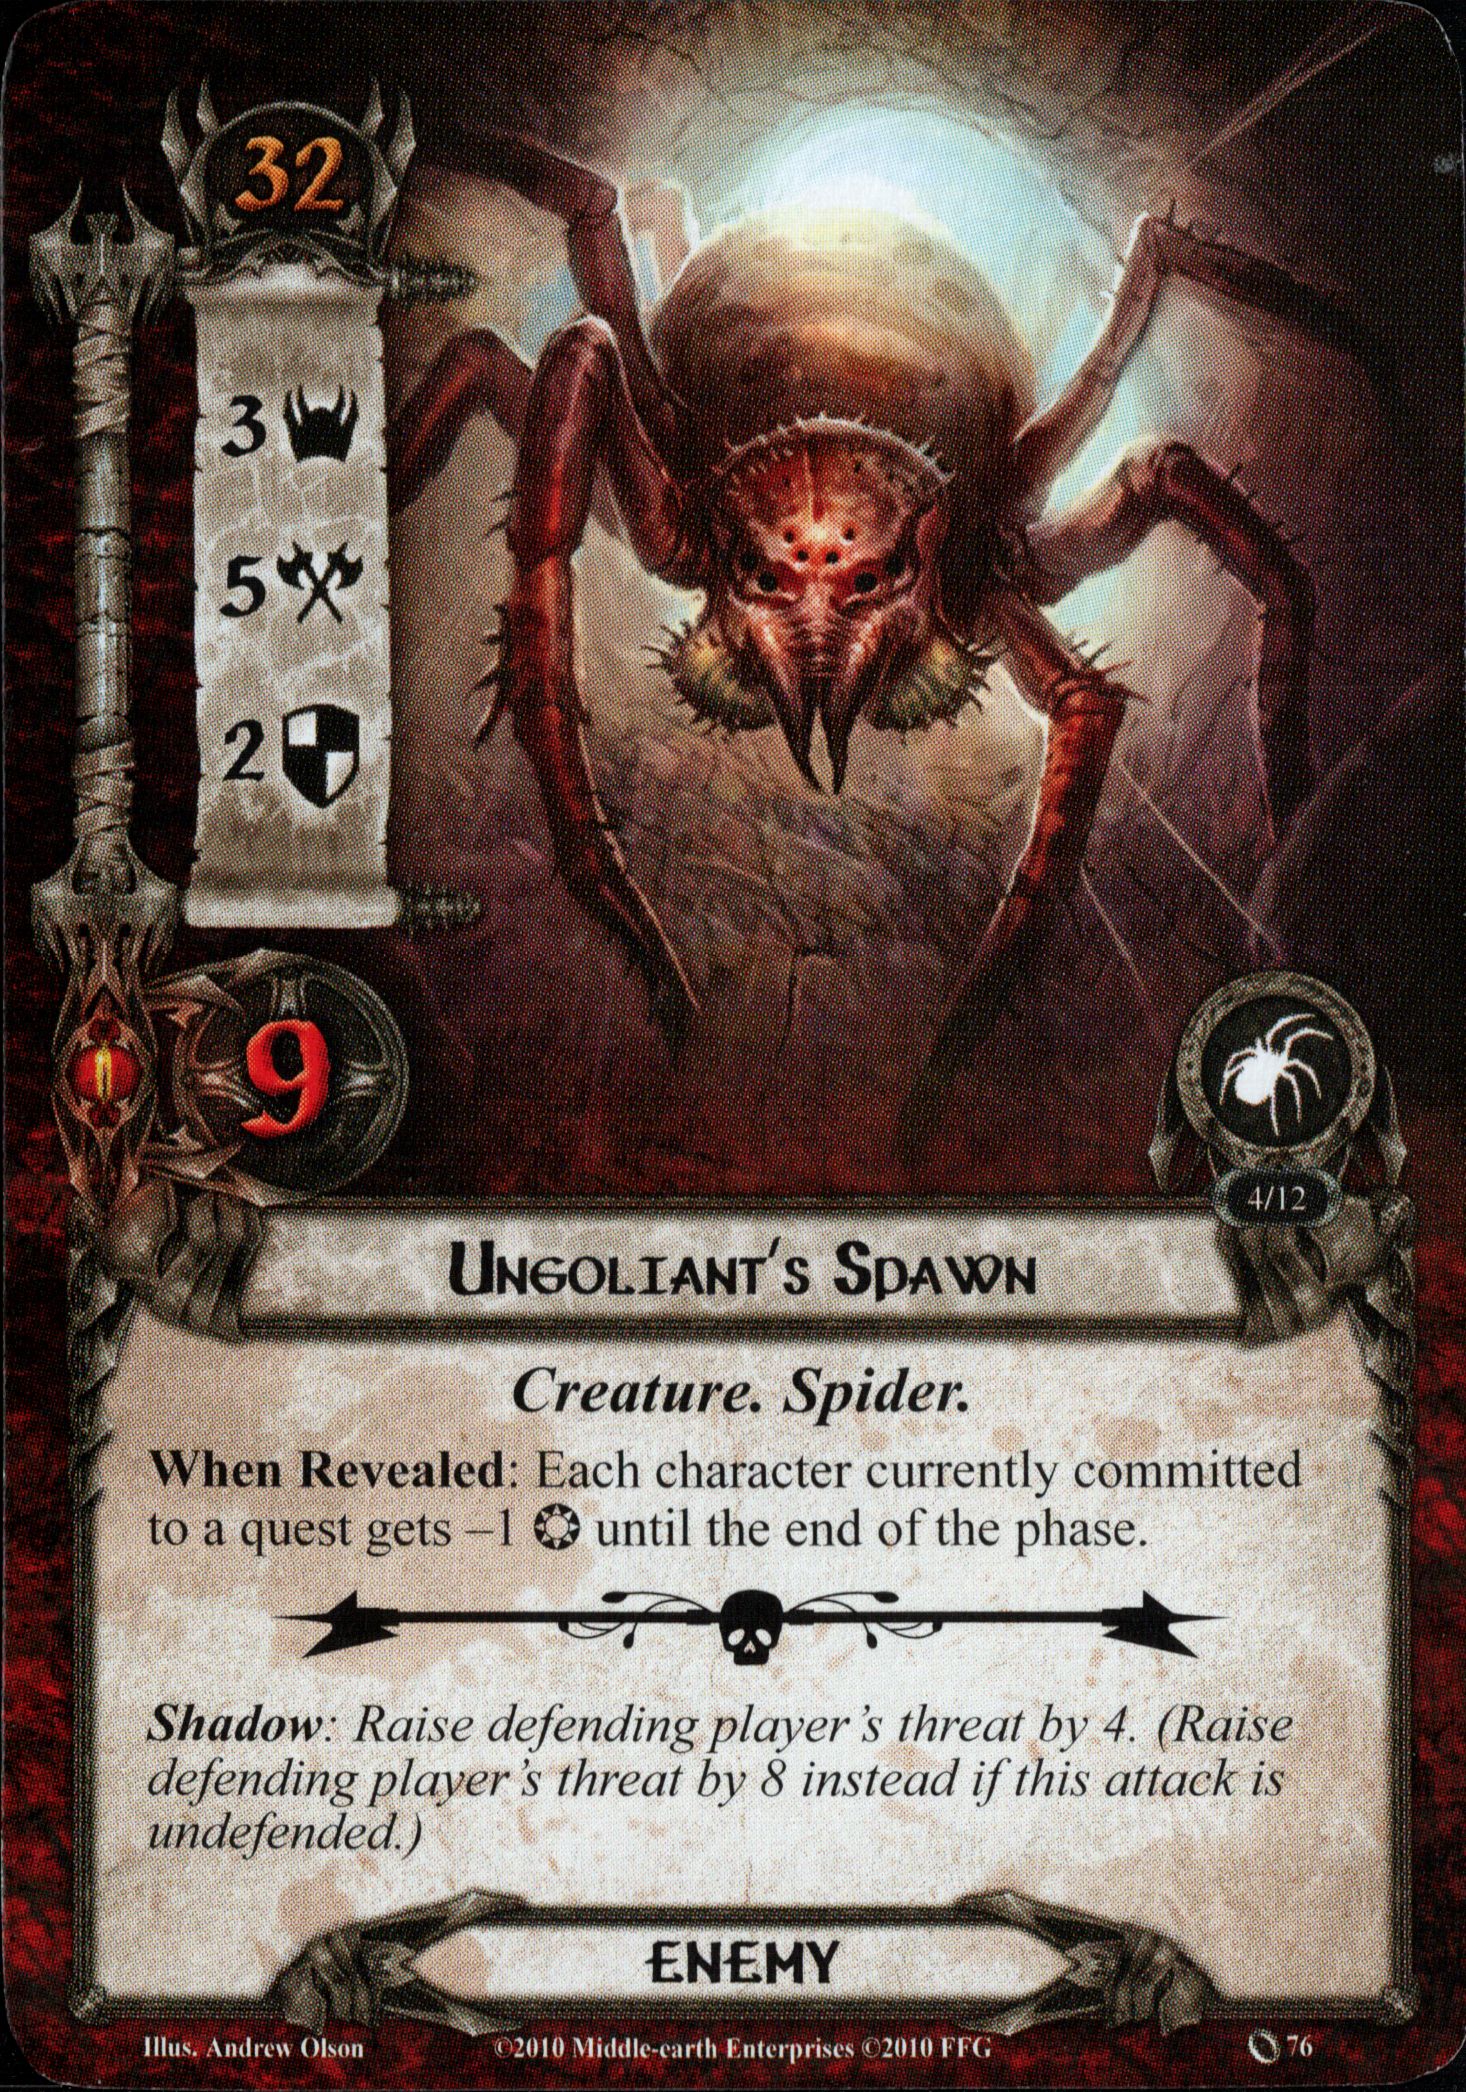 32
3
5
2
9
4/12
Ungoliant's Spawn
Creature. Spider.
When Revealed: Each character currently committed
to a quest gets –1 until the end of the phase.
Shadow: Raise defending player's threat by 4. (Raise
defending player's threat by 8 instead if this attack is
undefended.)
ENEMY
Illus. Andrew Olson
©2010 Middle-earth Enterprises ©2010 FFG
76